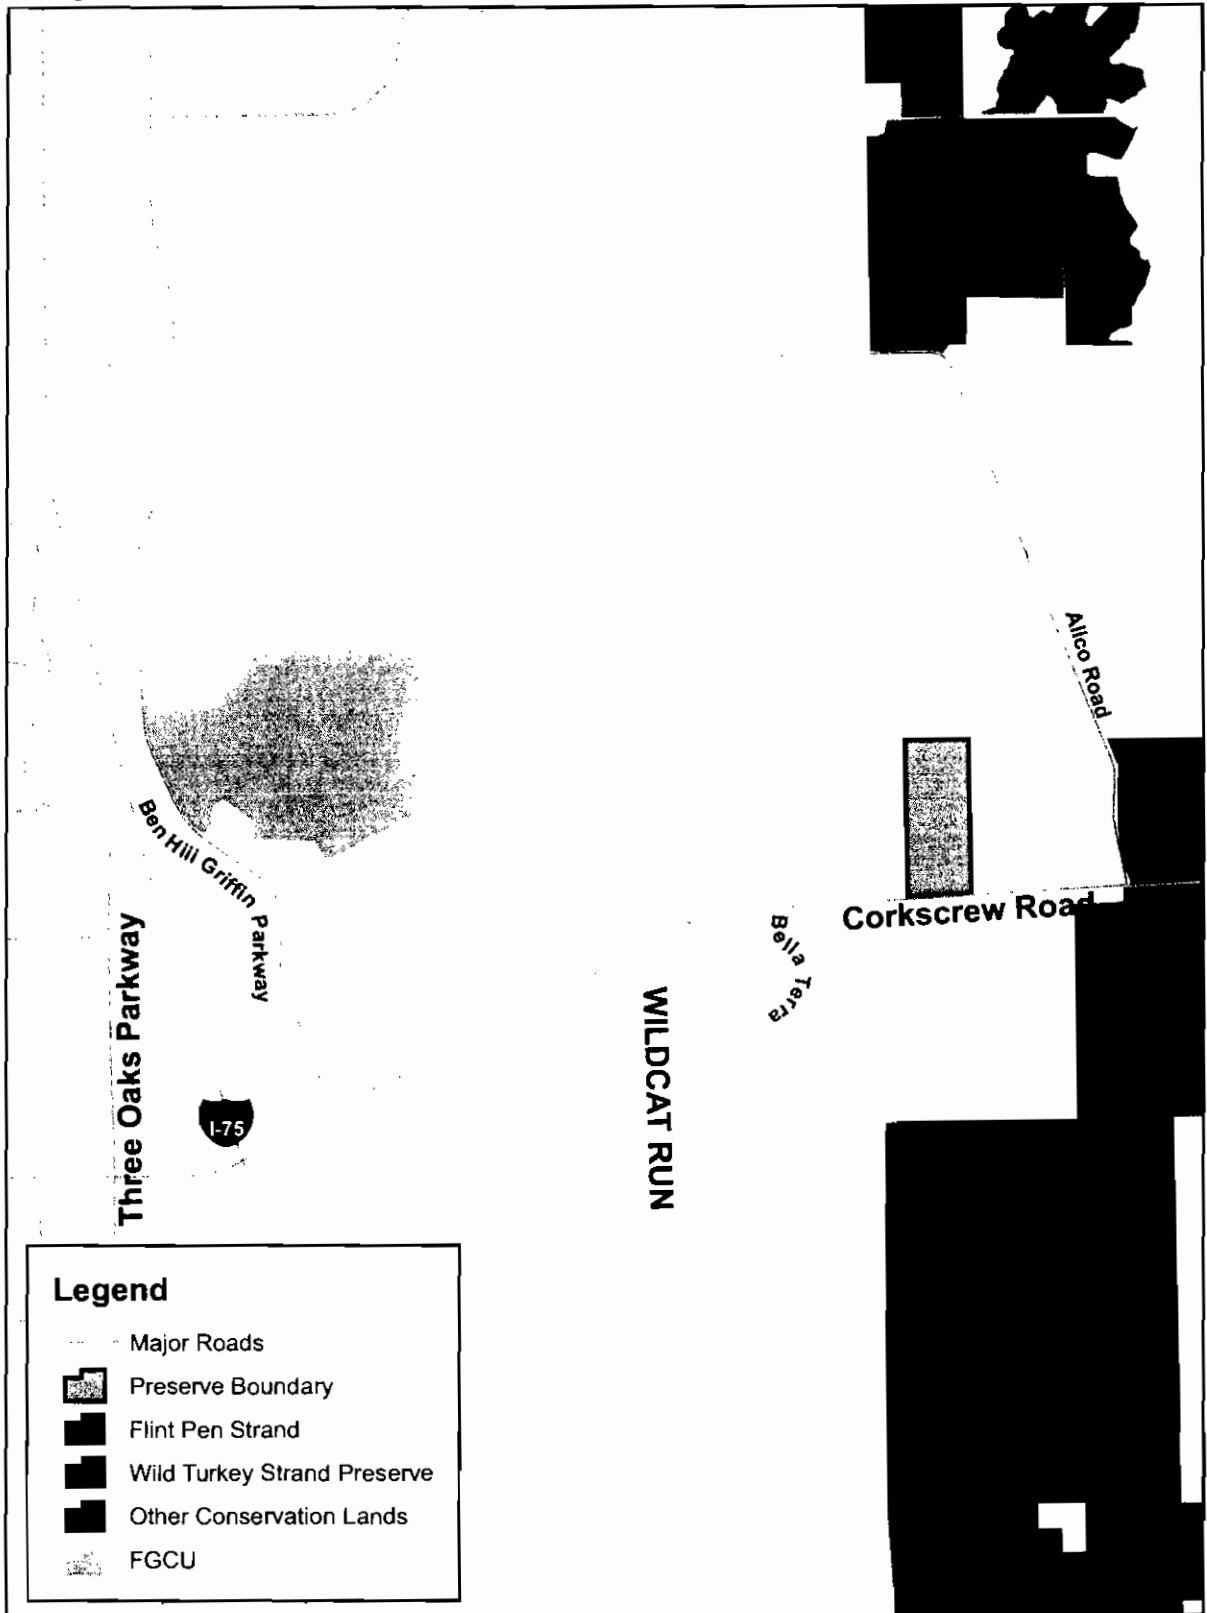 Alico Road
Ben Hill Griffin Parkway
Corkscrew Road
Bella Terra
Three Oaks Parkway
WILDCAT RUN
I-75
Legend
Major Roads
Preserve Boundary
Flint Pen Strand
Wild Turkey Strand Preserve
Other Conservation Lands
FGCU